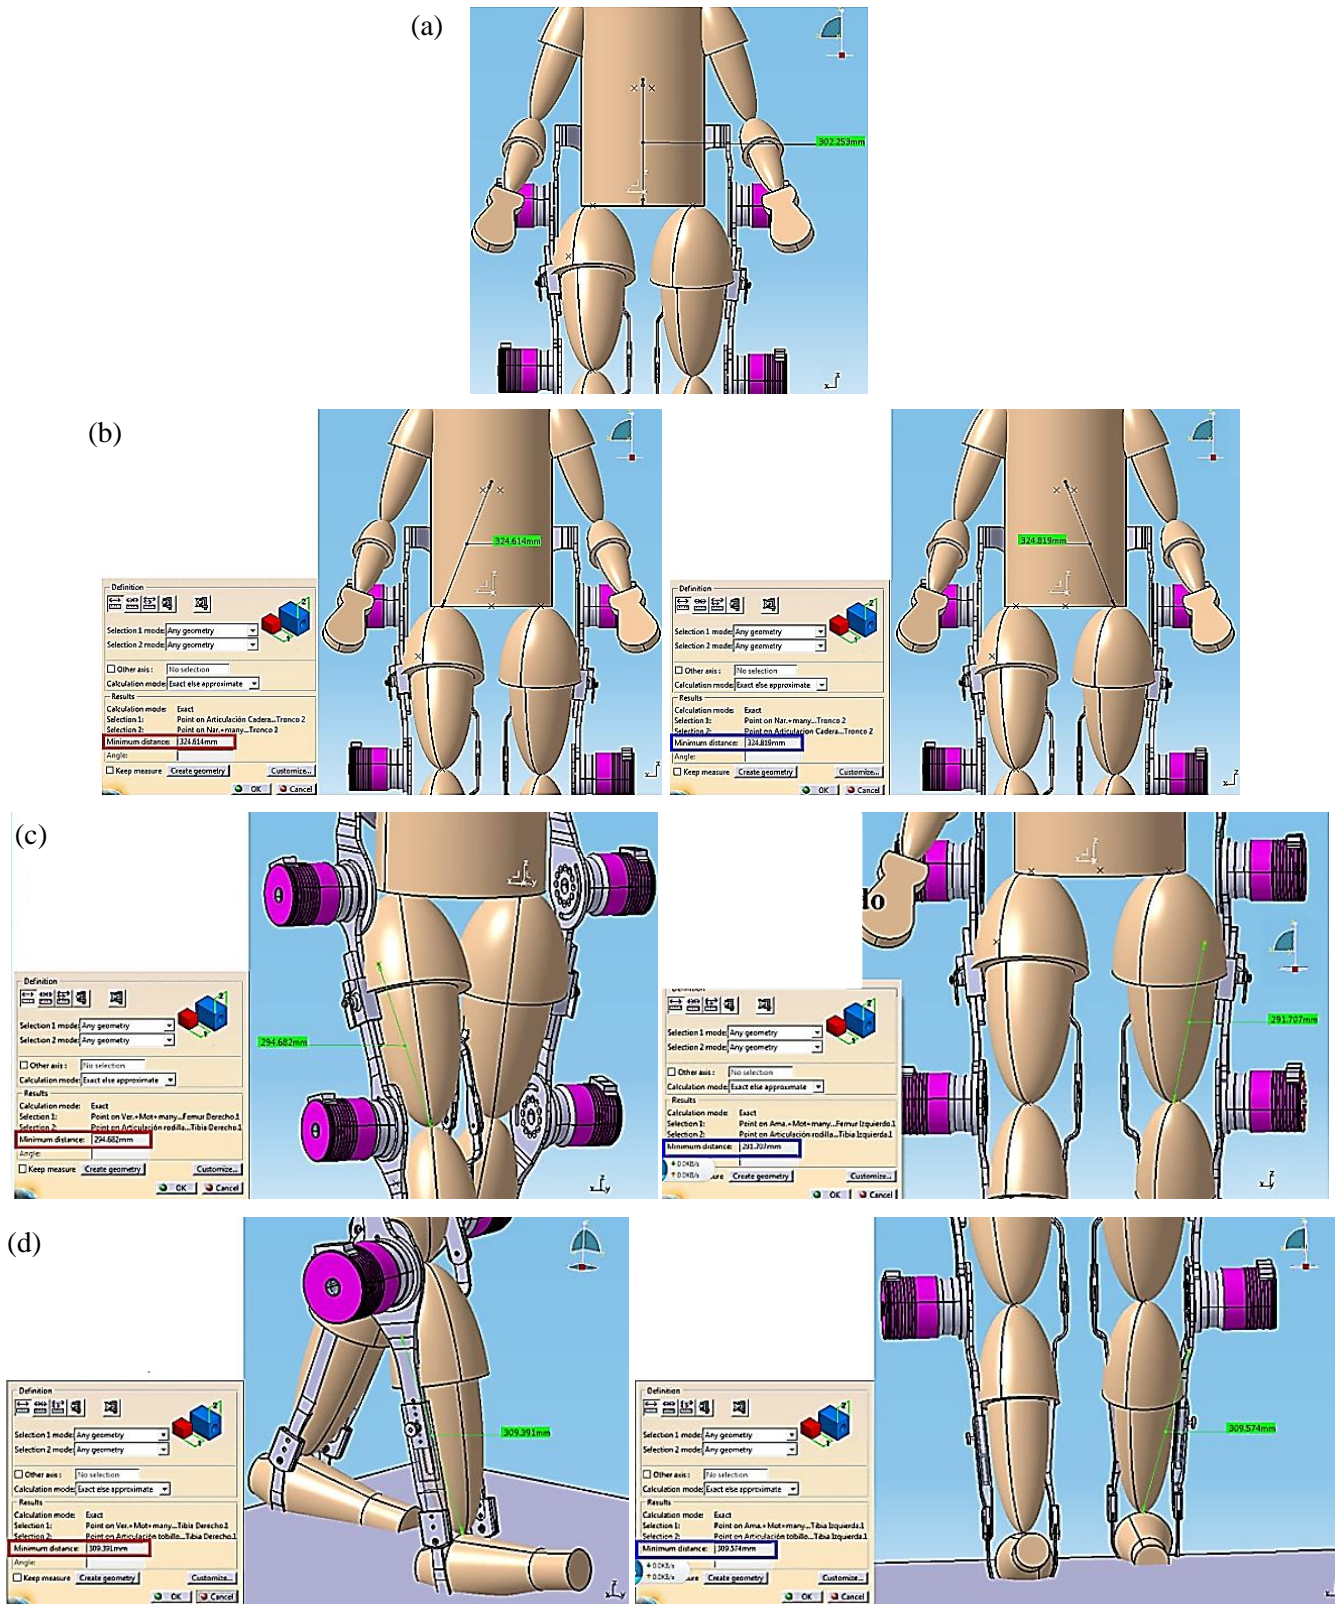 (a)
302.253mm
(b)
Definition
Selection 1 mode: Any geometry
Selection 2 mode: Any geometry
Other axis : No selection
Calculation mode: Exact else approximate
Results
Calculation mode: Exact
Selection 1: Point on Articulación Cadera...Tronco 2
Selection 2: Point on Nar.+many...Tronco 2
Minimum distance: 324.614mm
Angle:
Keep measure Create geometry Customize...
OK Cancel
324.614mm
Definition
Selection 1 mode: Any geometry
Selection 2 mode: Any geometry
Other axis : No selection
Calculation mode: Exact else approximate
Results
Calculation mode: Exact
Selection 1: Point on Nar.+many...Tronco 2
Selection 2: Point on Articulacion Cadera...Tronco 2
Minimum distance: 324.819mm
Angle:
Keep measure Create geometry Customize...
OK Cancel
324.819mm
(c)
Definition
Selection 1 mode: Any geometry
Selection 2 mode: Any geometry
Other axis : No selection
Calculation mode: Exact else approximate
Results
Calculation mode: Exact
Selection 1: Point on Ver.+Mot+many...Femur Derecho.1
Selection 2: Point on Articulación rodilla...Tibia Derecho.1
Minimum distance: 294.682mm
Angle:
Keep measure Create geometry Customize...
OK Cancel
294.682mm
do
Definition
Selection 1 mode: Any geometry
Selection 2 mode: Any geometry
Other axis : No selection
Calculation mode: Exact else approximate
Results
Calculation mode: Exact
Selection 1: Point on Ama.+Mot+many...Femur Izquierdo.1
Selection 2: Point on Articulación rodilla...Tibia Izquierda.1
Minimum distance: 291.707mm
0.0KB/s
0.0KB/s
ure Create geometry Customize...
OK Cancel
291.707mm
(d)
Definition
Selection 1 mode: Any geometry
Selection 2 mode: Any geometry
Other axis : No selection
Calculation mode: Exact else approximate
Results
Calculation mode: Exact
Selection 1: Point on Ver.+Mot+many...Tibia Derecho.1
Selection 2: Point on Articulación tobille...Tibia Derecho.1
Minimum distance: 309.391mm
Angle:
Keep measure Create geometry Customize...
OK Cancel
309.391mm
Definition
Selection 1 mode: Any geometry
Selection 2 mode: Any geometry
Other axis : No selection
Calculation mode: Exact else approximate
Results
Calculation mode: Exact
Selection 1: Point on Ama.+Mot+many...Tibia Izquierda.1
Selection 2: Point on Articulación tobille...Tibia Izquierda.1
Minimum distance: 309.574mm
0.0KB/s
0.0KB/s
ure Create geometry Customize...
OK Cancel
309.574mm